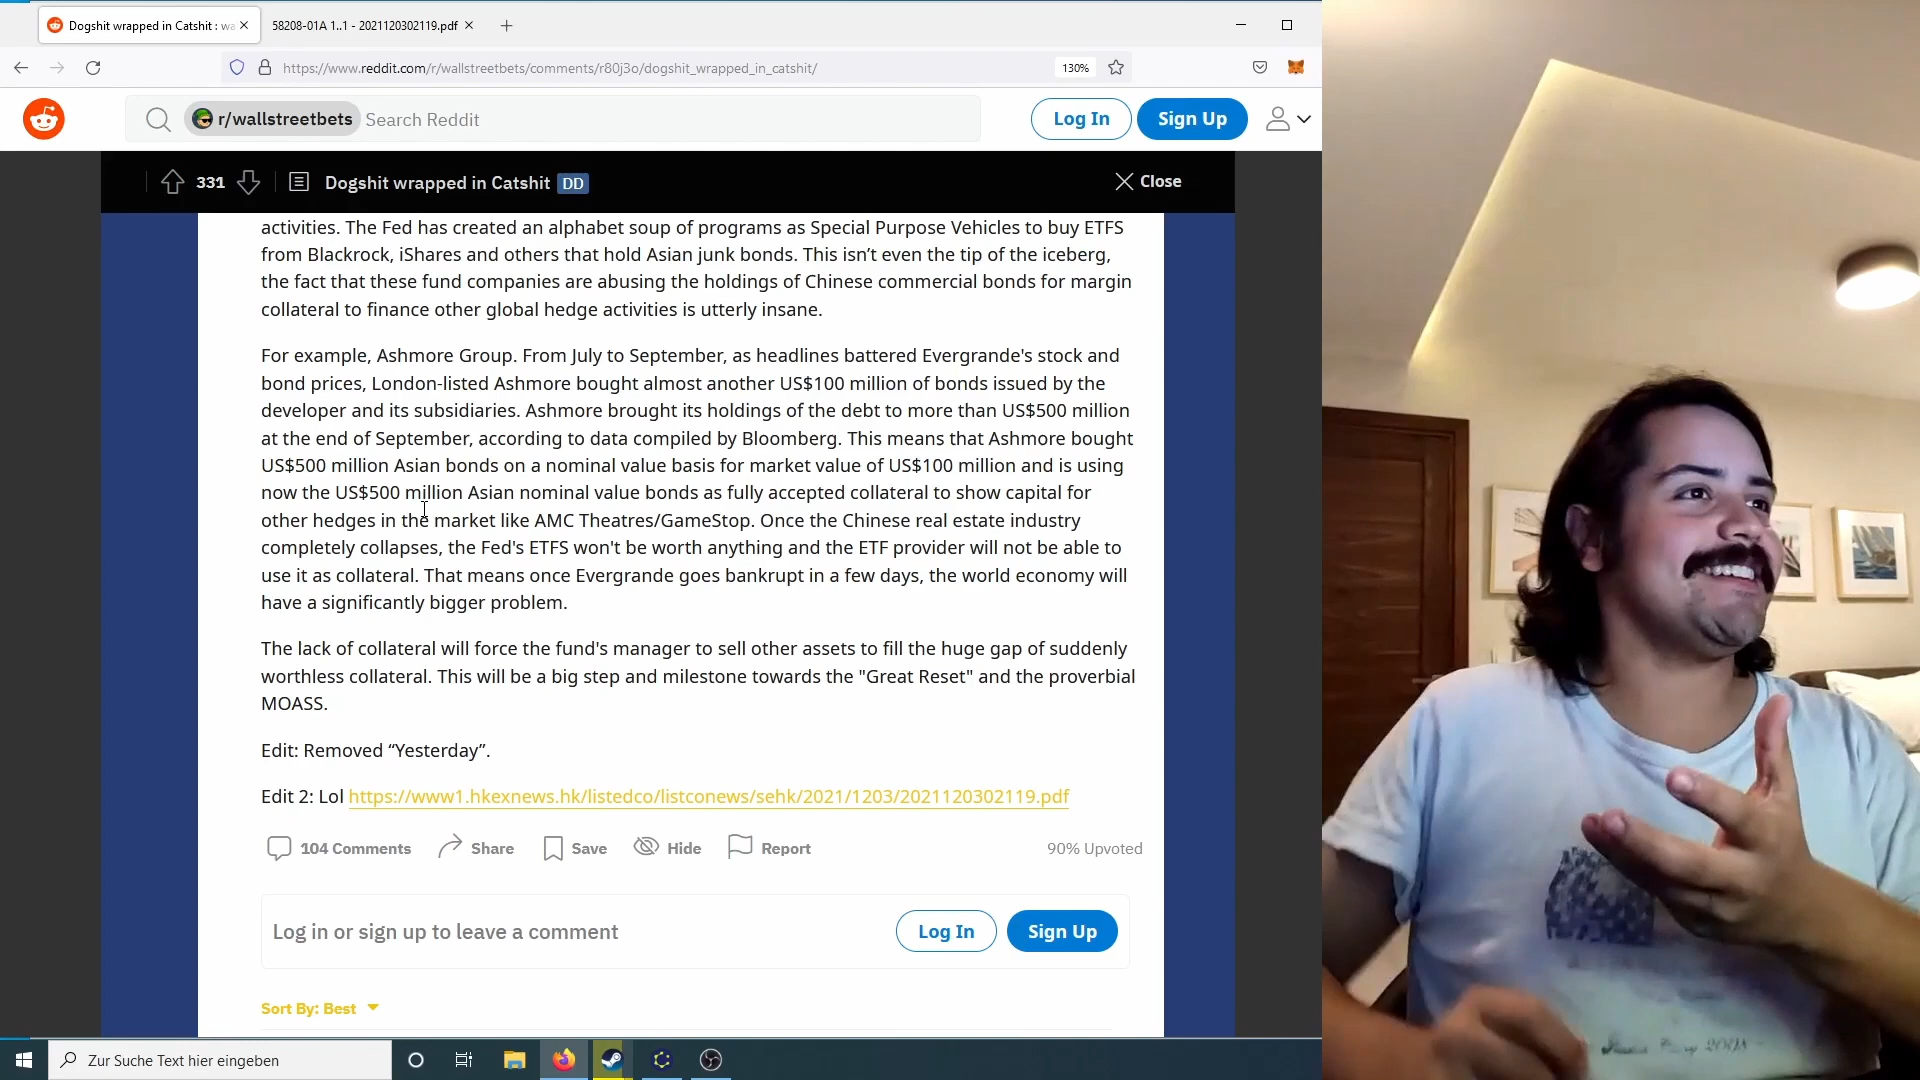 Dogshit wrapped in Catshit : wa
58208-01A 1..1 - 2021120302119.pdf
https://www.reddit.com/r/wallstreetbets/comments/r80j3o/dogshit_wrapped_in_catshit/
130%
r/wallstreetbets
Search Reddit
Log In
Sign Up
331
Dogshit wrapped in Catshit DD
Close
activities. The Fed has created an alphabet soup of programs as Special Purpose Vehicles to buy ETFS
from Blackrock, iShares and others that hold Asian junk bonds. This isn’t even the tip of the iceberg,
the fact that these fund companies are abusing the holdings of Chinese commercial bonds for margin
collateral to finance other global hedge activities is utterly insane.
For example, Ashmore Group. From July to September, as headlines battered Evergrande's stock and
bond prices, London-listed Ashmore bought almost another US$100 million of bonds issued by the
developer and its subsidiaries. Ashmore brought its holdings of the debt to more than US$500 million
at the end of September, according to data compiled by Bloomberg. This means that Ashmore bought
US$500 million Asian bonds on a nominal value basis for market value of US$100 million and is using
now the US$500 million Asian nominal value bonds as fully accepted collateral to show capital for
other hedges in the market like AMC Theatres/GameStop. Once the Chinese real estate industry
completely collapses, the Fed's ETFS won't be worth anything and the ETF provider will not be able to
use it as collateral. That means once Evergrande goes bankrupt in a few days, the world economy will
have a significantly bigger problem.
The lack of collateral will force the fund's manager to sell other assets to fill the huge gap of suddenly
worthless collateral. This will be a big step and milestone towards the "Great Reset" and the proverbial
MOASS.
Edit: Removed “Yesterday”.
Edit 2: Lol https://www1.hkexnews.hk/listedco/listconews/sehk/2021/1203/2021120302119.pdf
104 Comments
Share
Save
Hide
Report
90% Upvoted
Log in or sign up to leave a comment
Log In
Sign Up
Sort By: Best
Zur Suche Text hier eingeben